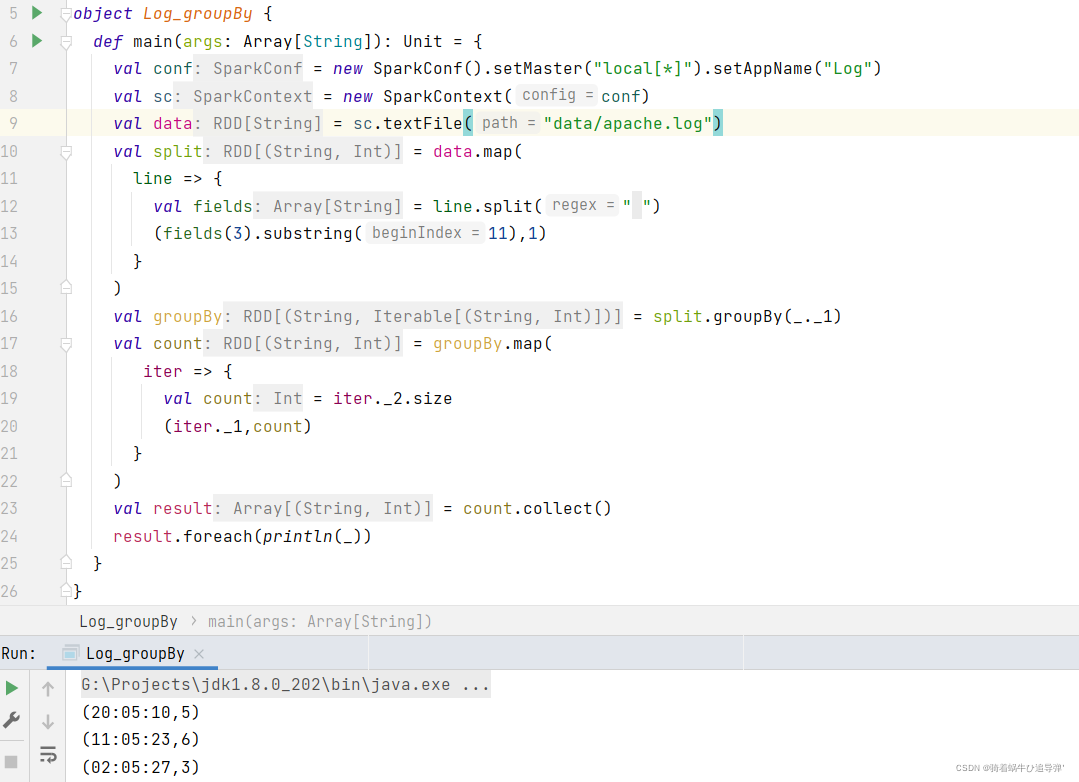 5 object Log_groupBy {
6 def main(args: Array[String]): Unit = {
7 val conf: SparkConf = new SparkConf().setMaster("local[*]").setAppName("Log")
8 val sc: SparkContext = new SparkContext( config = conf)
9 val data: RDD[String] = sc.textFile( path = "data/apache.log")
10 val split: RDD[(String, Int)] = data.map(
11 line => {
12 val fields: Array[String] = line.split( regex = " ")
13 (fields(3).substring( beginIndex = 11),1)
14 }
15 )
16 val groupBy: RDD[(String, Iterable[(String, Int)])] = split.groupBy(_._1)
17 val count: RDD[(String, Int)] = groupBy.map(
18 iter => {
19 val count: Int = iter._2.size
20 (iter._1,count)
21 }
22 )
23 val result: Array[(String, Int)] = count.collect()
24 result.foreach(println(_))
25 }
26 }
Log_groupBy > main(args: Array[String])
Run: Log_groupBy ×
G:\Projects\jdk1.8.0_202\bin\java.exe ...
(20:05:10,5)
(11:05:23,6)
(02:05:27,3)
CSDN @骑着蜗牛ひ追导弹'